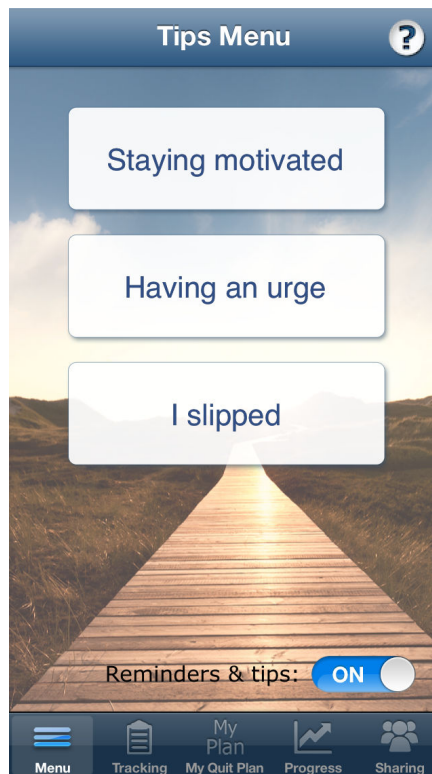 Tips Menu
?
Staying motivated
Having an urge
I slipped
Reminders & tips: ON
My
Plan
Menu Tracking My Quit Plan Progress Sharing